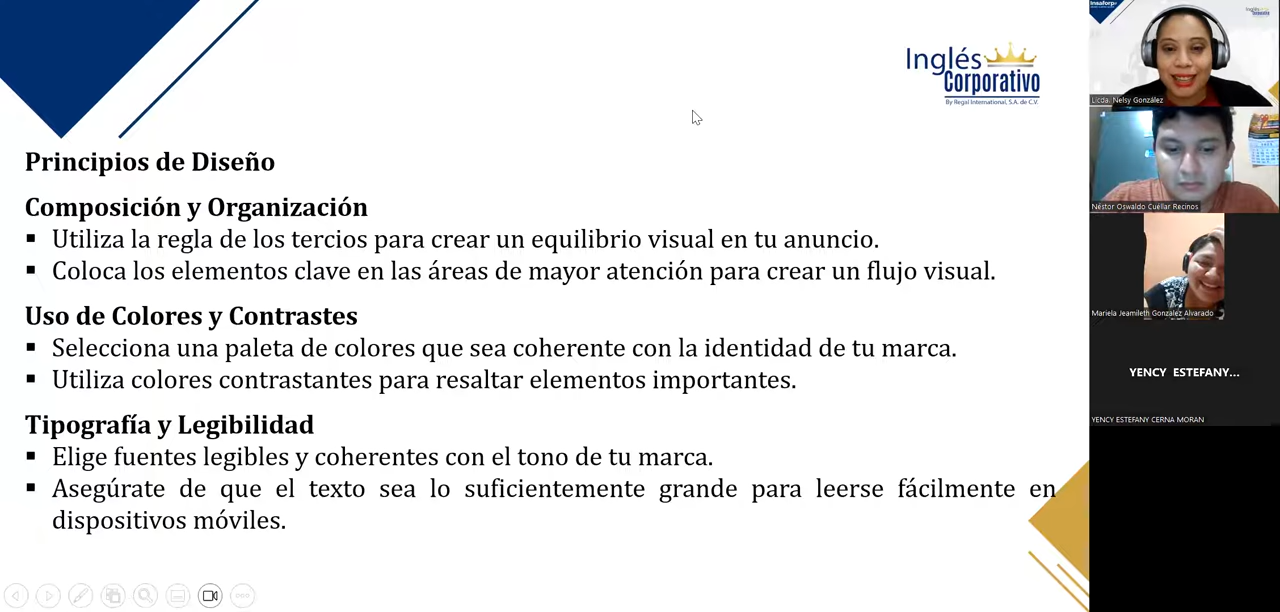 Inglés
Corporativo
By Regal International, S.A. de C.V.
Principios de Diseño
Composición y Organización
▪ Utiliza la regla de los tercios para crear un equilibrio visual en tu anuncio.
▪ Coloca los elementos clave en las áreas de mayor atención para crear un flujo visual.
Uso de Colores y Contrastes
▪ Selecciona una paleta de colores que sea coherente con la identidad de tu marca.
▪ Utiliza colores contrastantes para resaltar elementos importantes.
Tipografía y Legibilidad
▪ Elige fuentes legibles y coherentes con el tono de tu marca.
▪ Asegúrate de que el texto sea lo suficientemente grande para leerse fácilmente en
dispositivos móviles.
Insaforp
Licda. Nelsy González
Néstor Oswaldo Cuéllar Recinos
Mariela Jeamileth González Alvarado
YENCY ESTEFANY...
YENCY ESTEFANY CERNA MORAN